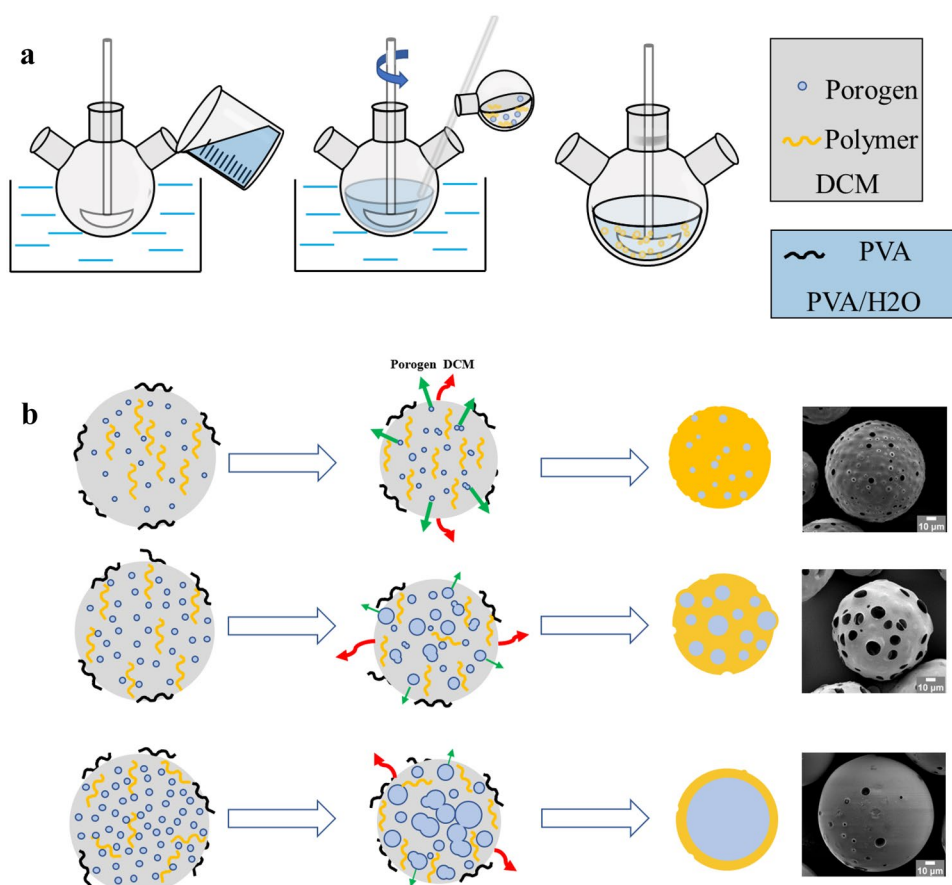 a
Porogen
Polymer
DCM
PVA
PVA/H2O
b
Porogen DCM
10 μm
10 μm
10 μm